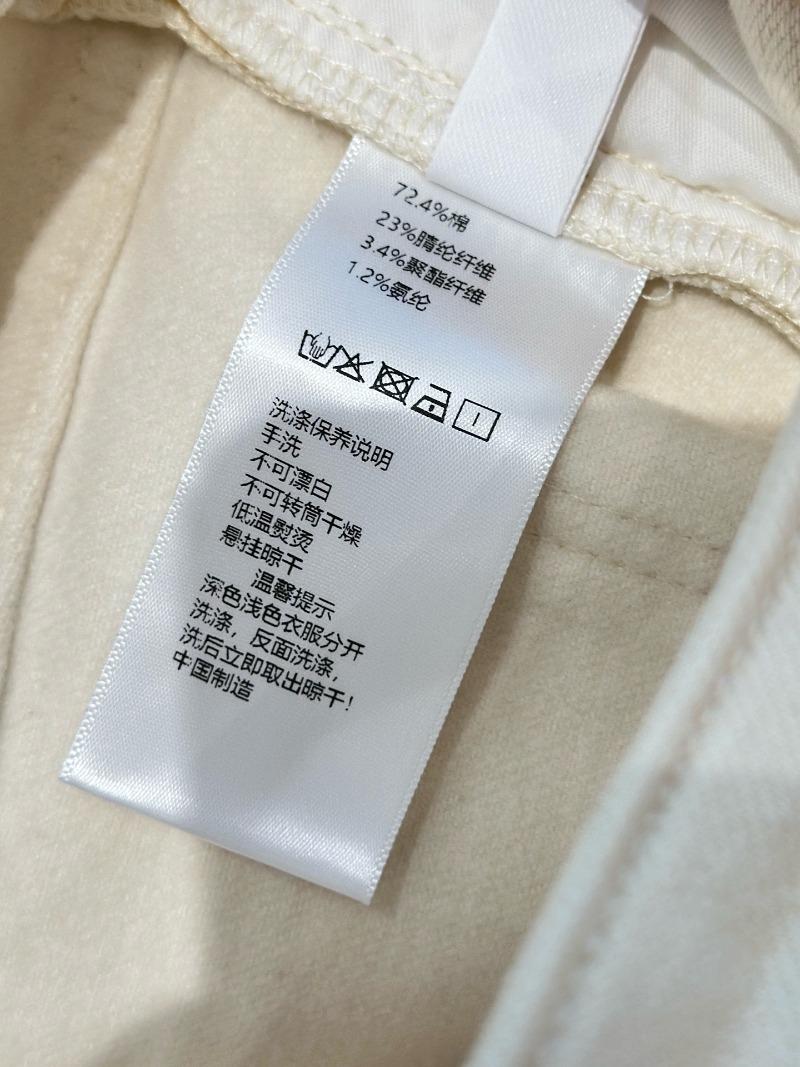 72.4%棉
23%腈纶纤维
3.4%聚酯纤维
1.2%氨纶
洗涤保养说明
手洗
不可漂白
不可转筒干燥
低温熨烫
悬挂晾干
温馨提示
深色浅色衣服分开
洗涤，反面洗涤，
洗后立即取出晾干！
中国制造